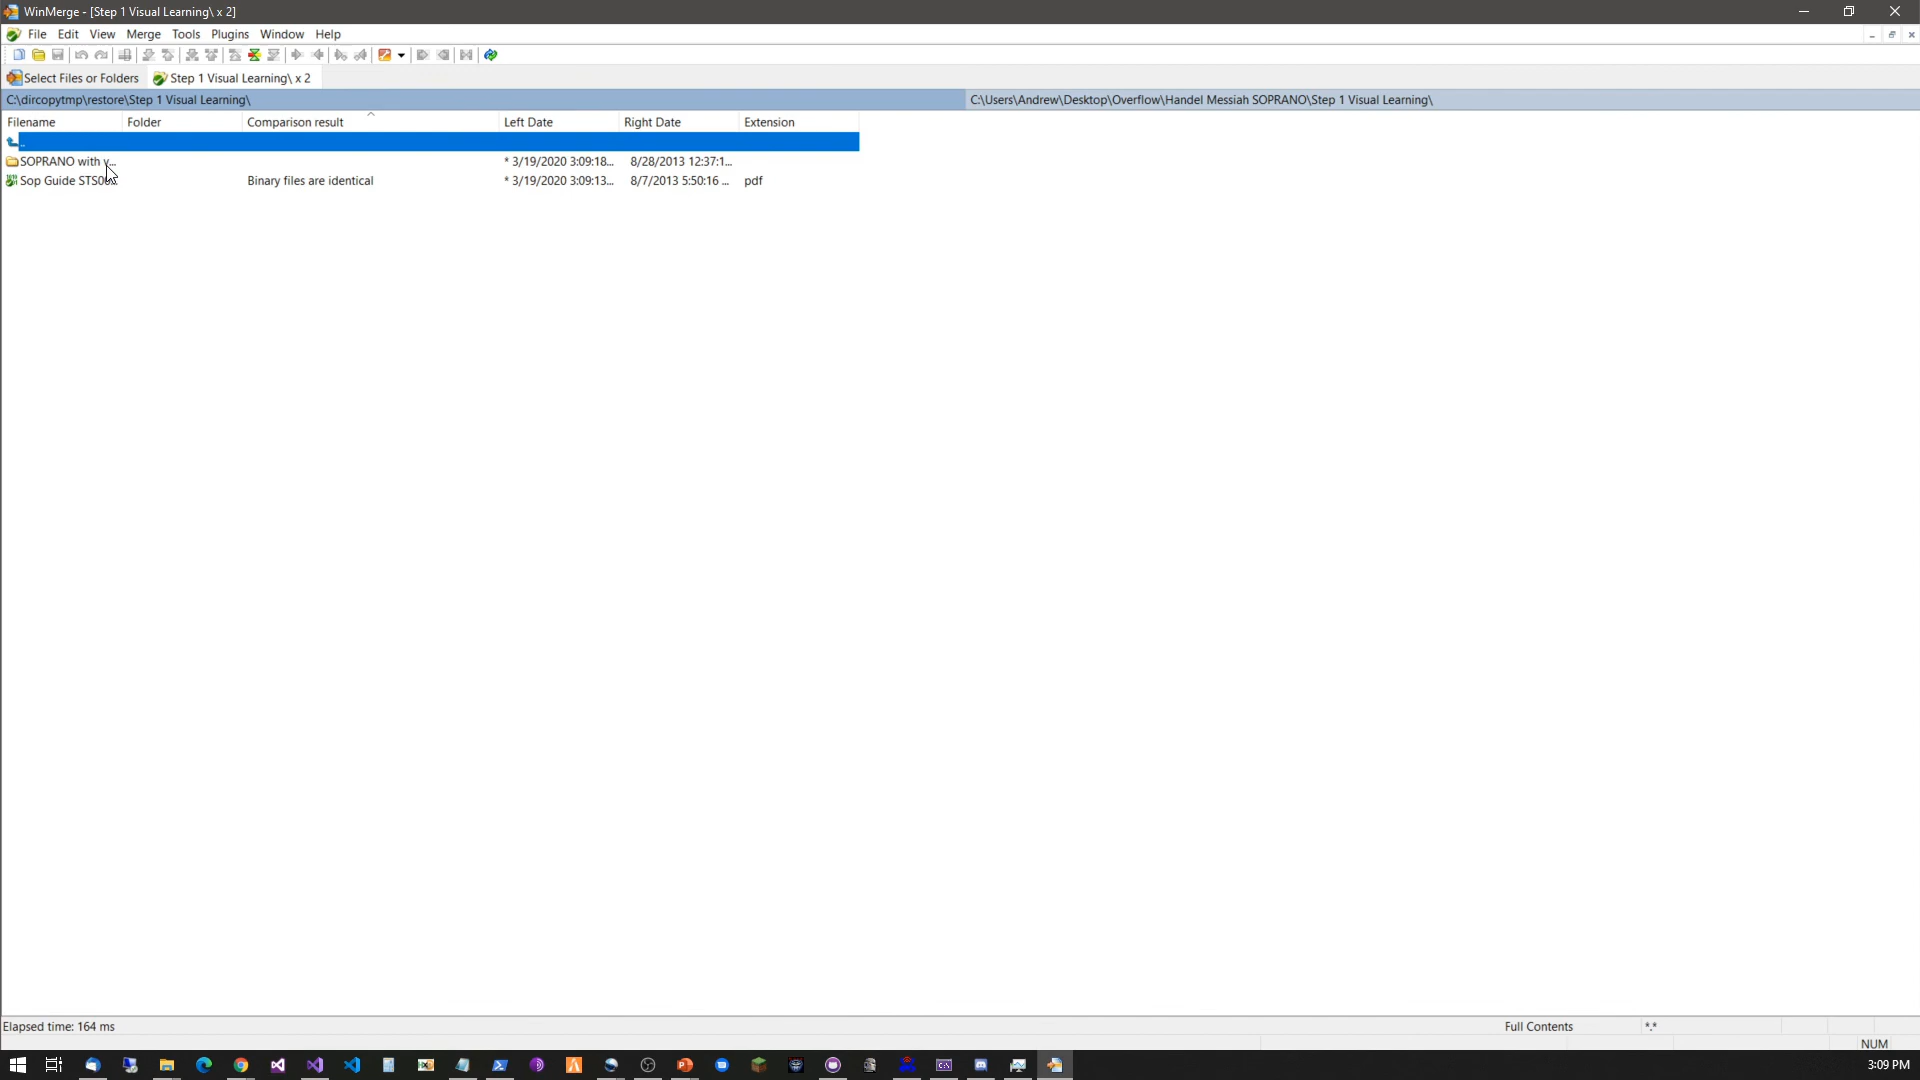 WinMerge - [Step 1 Visual Learning\ x 2]
File Edit View Merge Tools Plugins Window Help
Select Files or Folders Step 1 Visual Learning\ x 2
C:\dircopytmp\restore\Step 1 Visual Learning\ C:\Users\Andrew\Desktop\Overflow\Handel Messiah SOPRANO\Step 1 Visual Learning\
Filename Folder Comparison result Left Date Right Date Extension
..
SOPRANO with v... * 3/19/2020 3:09:18... 8/28/2013 12:37:1...
Sop Guide Binary files are identical * 3/19/2020 3:09:13... 8/7/2013 5:50:16 ... pdf
Elapsed time: 164 ms Full Contents *.*
NUM
3:09 PM